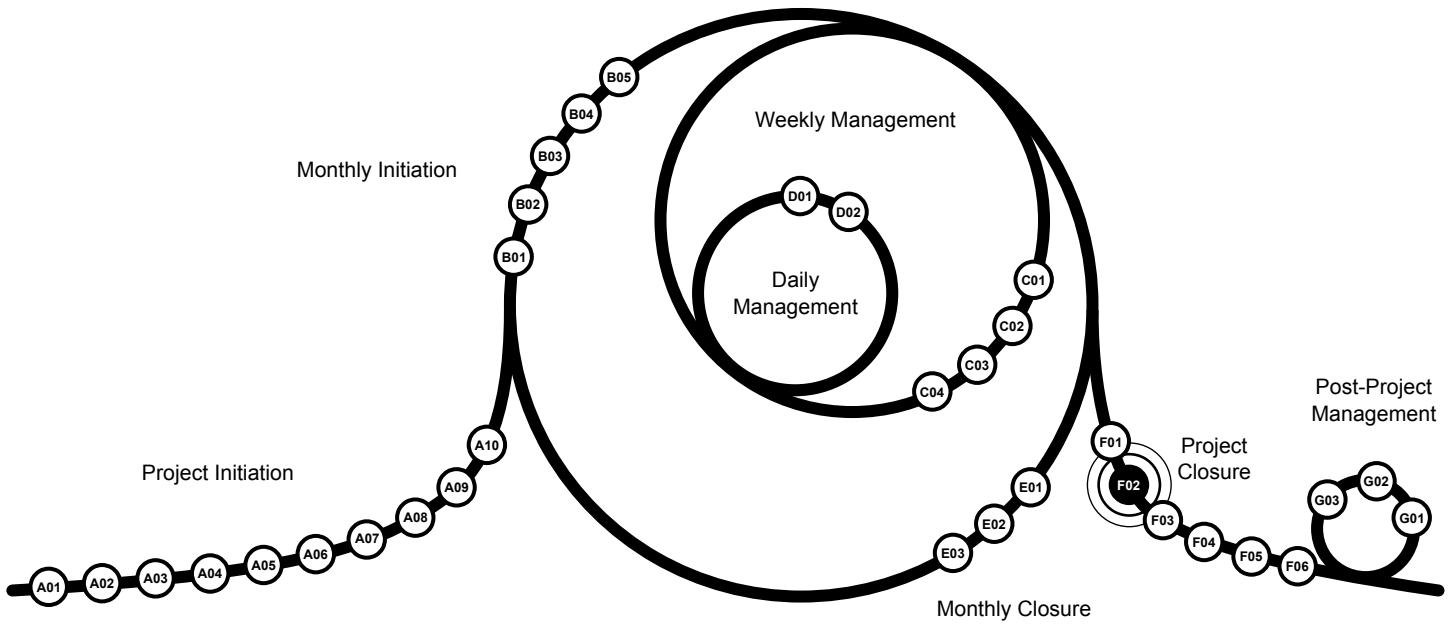 Project Initiation
A01
A02
A03
A04
A05
A06
A07
A08
A09
A10
Monthly Initiation
B01
B02
B03
B04
B05
Weekly Management
C01
C02
C03
C04
Daily
Management
D01
D02
Monthly Closure
E01
E02
E03
Project
Closure
F01
F02
F03
F04
F05
F06
Post-Project
Management
G01
G02
G03